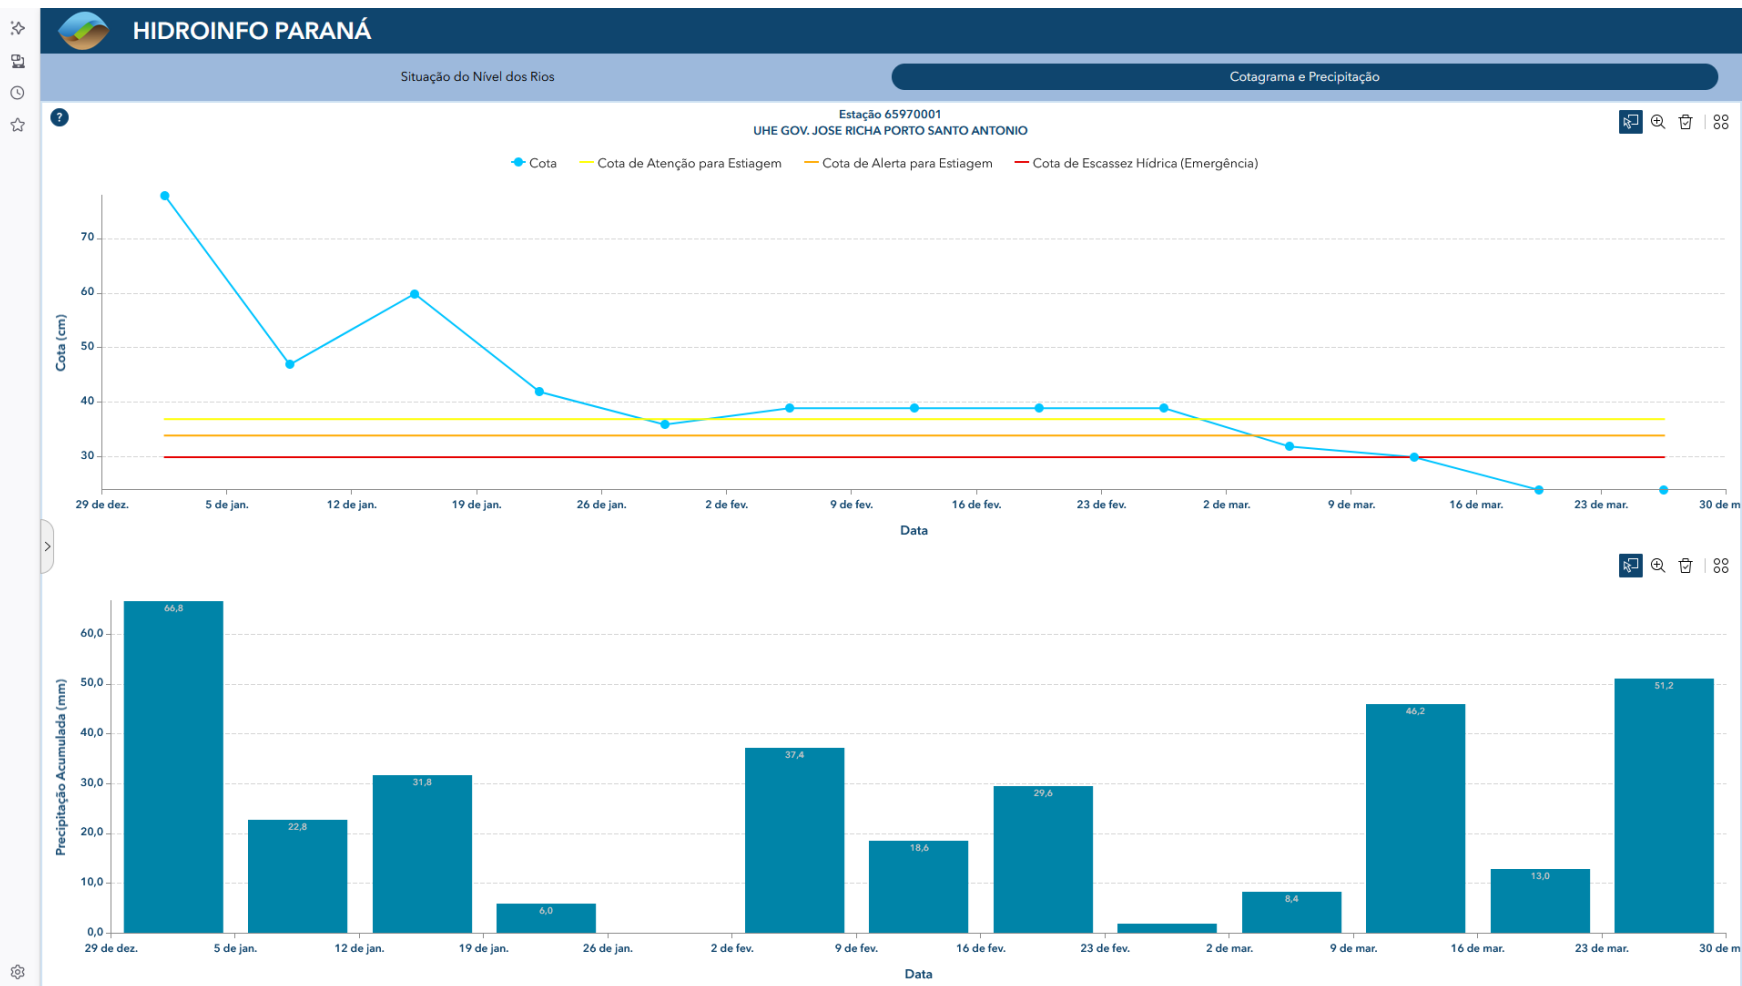 HIDROINFO PARANÁ
Situação do Nível dos Rios
Cotagrama e Precipitação
?
Estação 65970001
UHE GOV. JOSE RICHA PORTO SANTO ANTONIO
Cota
Cota de Atenção para Estiagem
Cota de Alerta para Estiagem
Cota de Escassez Hídrica (Emergência)
Cota (cm)
70
60
50
40
30
29 de dez.
5 de jan.
12 de jan.
19 de jan.
26 de jan.
2 de fev.
9 de fev.
16 de fev.
23 de fev.
2 de mar.
9 de mar.
16 de mar.
23 de mar.
30 de m
Data
Precipitação Acumulada (mm)
60,0
50,0
40,0
30,0
20,0
10,0
0,0
66,8
22,8
31,8
6,0
37,4
18,6
29,6
8,4
46,2
13,0
51,2
29 de dez.
5 de jan.
12 de jan.
19 de jan.
26 de jan.
2 de fev.
9 de fev.
16 de fev.
23 de fev.
2 de mar.
9 de mar.
16 de mar.
23 de mar.
30 de m
Data